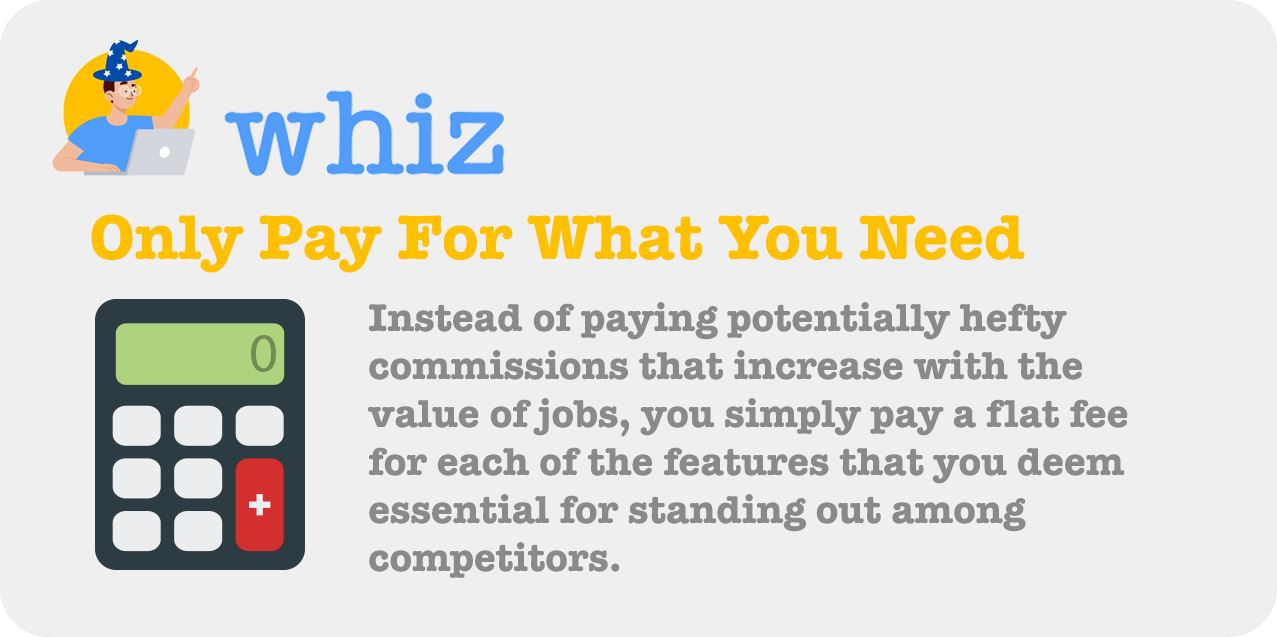 whiz
Only Pay For What You Need
0
+
Instead of paying potentially hefty
commissions that increase with the
value of jobs, you simply pay a flat fee
for each of the features that you deem
essential for standing out among
competitors.